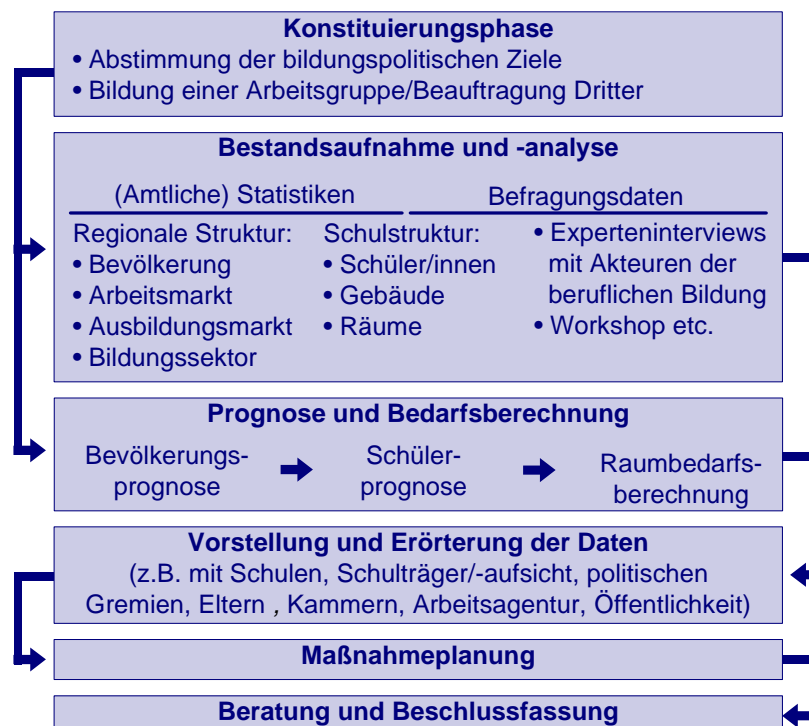 Konstituierungsphase
• Abstimmung der bildungspolitischen Ziele
• Bildung einer Arbeitsgruppe/Beauftragung Dritter
Bestandsaufnahme und -analyse
(Amtliche) Statistiken
Befragungsdaten
Regionale Struktur:
• Bevölkerung
• Arbeitsmarkt
• Ausbildungsmarkt
• Bildungssektor
Schulstruktur:
• Schüler/innen
• Gebäude
• Räume
• Experteninterviews
mit Akteuren der
beruflichen Bildung
• Workshop etc.
Prognose und Bedarfsberechnung
Bevölkerungs-
prognose
Schüler-
prognose
Raumbedarfs-
berechnung
Vorstellung und Erörterung der Daten
(z.B. mit Schulen, Schulträger/-aufsicht, politischen
Gremien, Eltern , Kammern, Arbeitsagentur, Öffentlichkeit)
Maßnahmeplanung
Beratung und Beschlussfassung